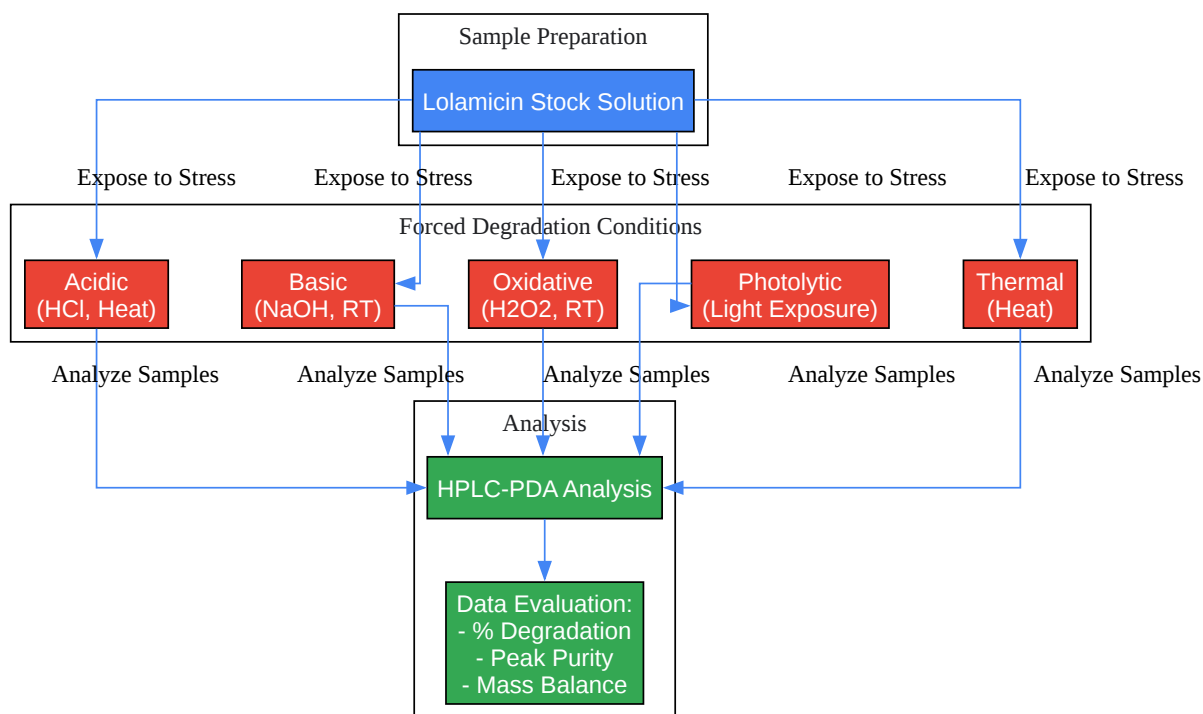 Sample Preparation
Lolamicin Stock Solution
Expose to Stress
Expose to Stress
Expose to Stress
Expose to Stress
Expose to Stress
Forced Degradation Conditions
Acidic
(HCl, Heat)
Basic
(NaOH, RT)
Oxidative
(H2O2, RT)
Photolytic
(Light Exposure)
Thermal
(Heat)
Analyze Samples
Analyze Samples
Analyze Samples
Analyze Samples
Analyze Samples
Analysis
HPLC-PDA Analysis
Data Evaluation:
- % Degradation
- Peak Purity
- Mass Balance